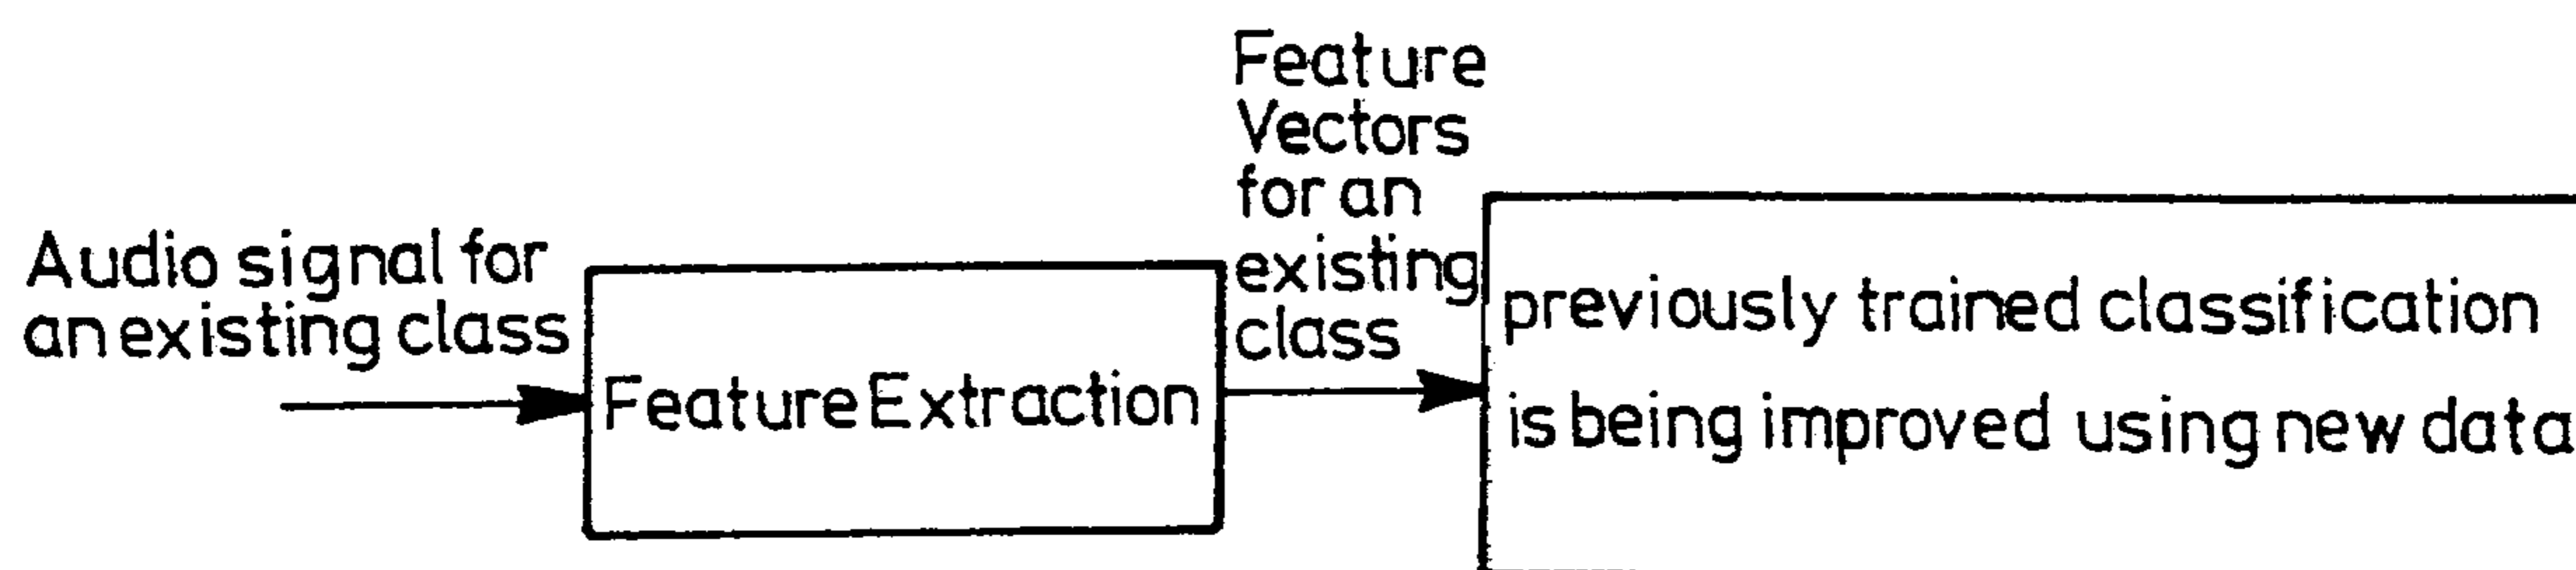 Audio signal for
an existing class
Feature Extraction
Feature
Vectors
for an
existing
class
previously trained classification
is being improved using new data